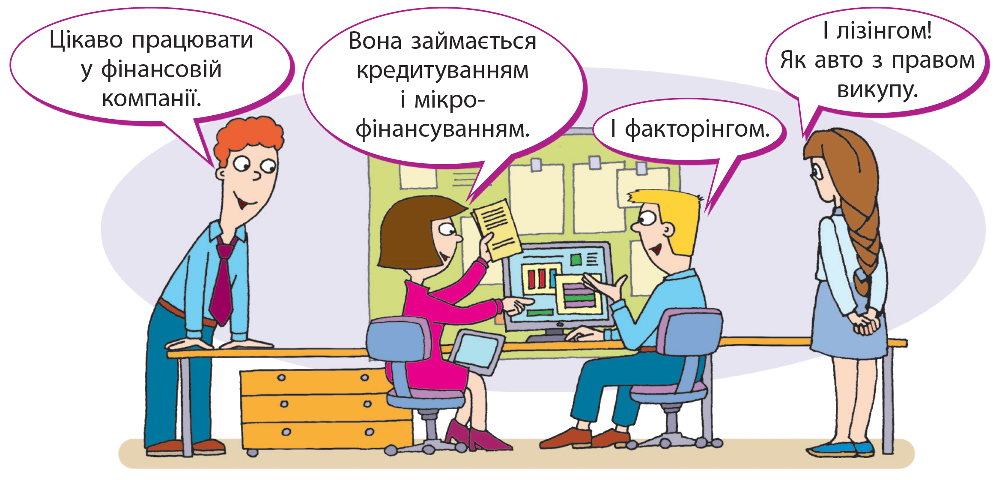 Цікаво працювати
у фінансовій
компанії.
Вона займається
кредитуванням
і мікро-
фінансуванням.
І факторінгом.
І лізінгом!
Як авто з правом
викупу.